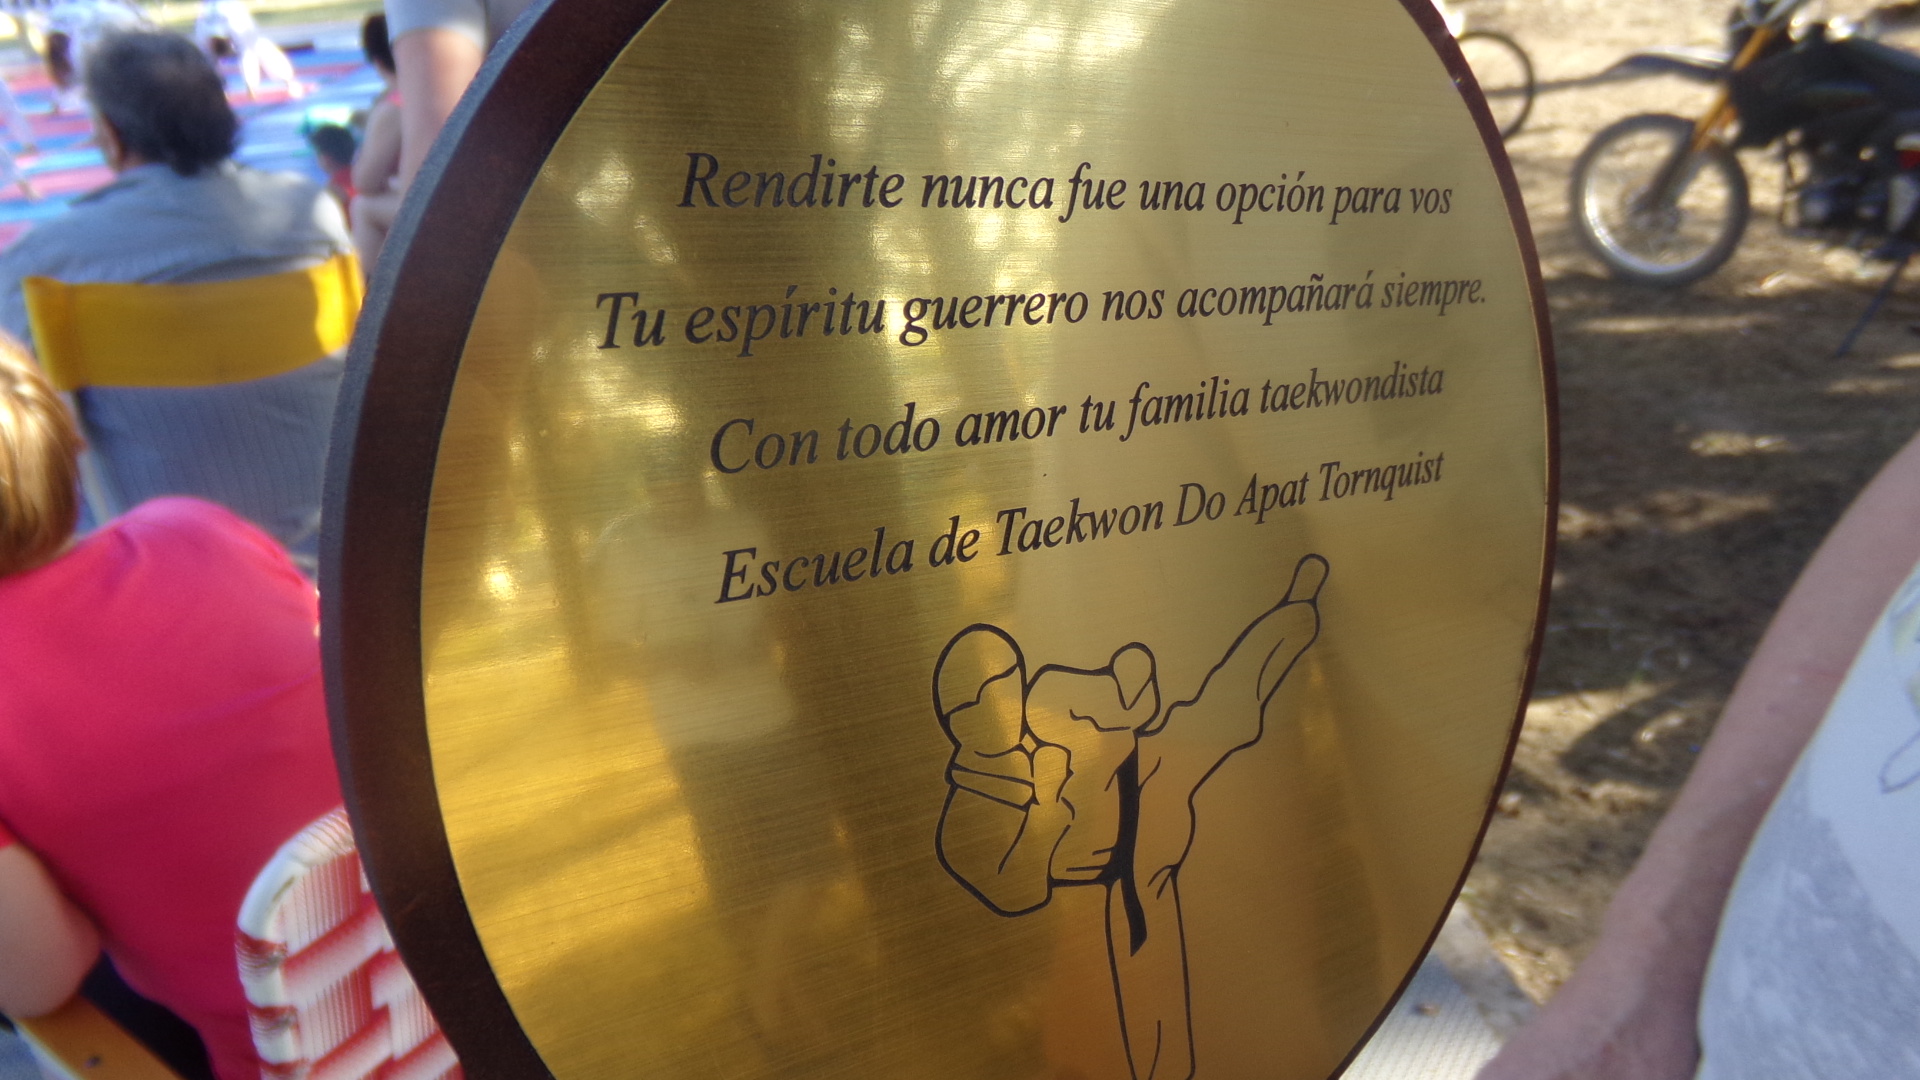 Rendirte nunca fue una opción para vos
Tu espíritu guerrero nos acompañará siempre.
Con todo amor tu familia taekwondista
Escuela de Taekwon Do Apat Tornquist